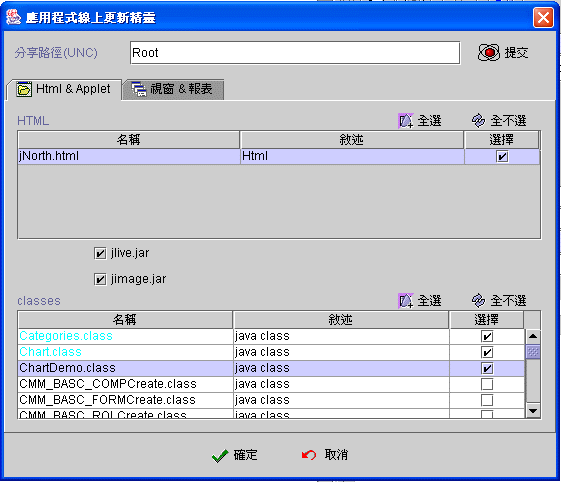 應用程式線上更新精靈
分享路徑(UNC) Root 提交
Html & Applet 視窗 & 報表
HTML 全選 全不選
名稱 敘述 選擇
jNorth.html Html
jlive.jar
jimage.jar
classes 全選 全不選
名稱 敘述 選擇
Categories.class java class
Chart.class java class
ChartDemo.class java class
CMM_BASC_COMPCreate.class java class
CMM_BASC_FORMCreate.class java class
CMM_BASC_ROLCreate.class java class
確定 取消